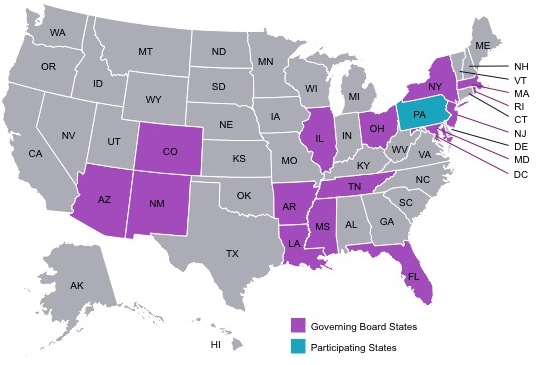 WA
OR
CA
NV
ID
MT
WY
UT
CO
AZ
NM
ND
SD
NE
KS
OK
TX
MN
IA
MO
AR
LA
WI
IL
MI
IN
OH
KY
TN
MS
AL
GA
FL
SC
NC
VA
WV
PA
NY
ME
NH
VT
MA
RI
CT
NJ
DE
MD
DC
AK
HI
Governing Board States
Participating States